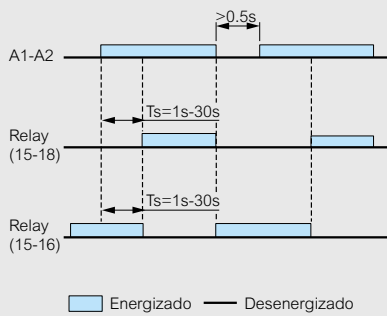 >0.5s
A1-A2
Ts=1s-30s
Relay
(15-18)
Ts=1s-30s
Relay
(15-16)
Energizado
Desenergizado